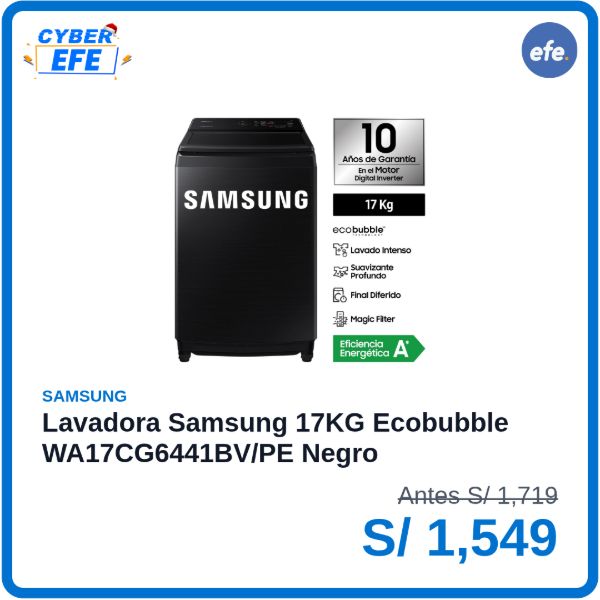 CYBER
EFE
efe.
SAMSUNG
10
Años de Garantía
En el Motor
Digital Inverter
17 Kg
ecobubble™
TECHNOLOGY
Lavado Intenso
Suavizante
Profundo
Final Diferido
Magic Filter
Eficiencia
Energética A*
SAMSUNG
Lavadora Samsung 17KG Ecobubble
WA17CG6441BV/PE Negro
Antes S/ 1,719
S/ 1,549